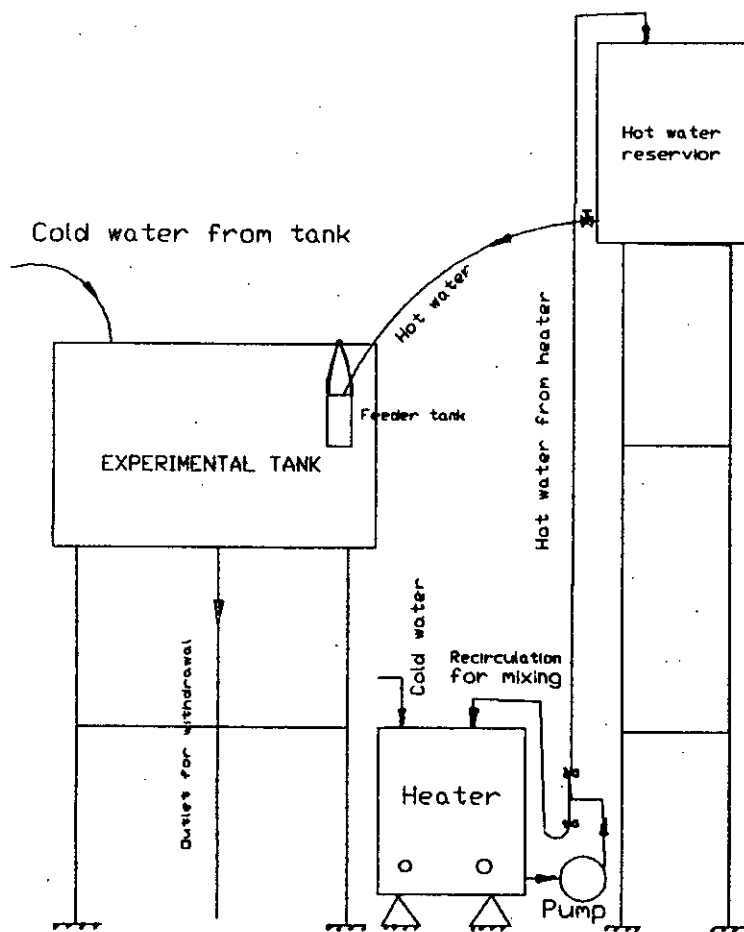 Hot water
reservior
Cold water from tank
Hot water
Hot water from heater
Feeder tank
EXPERIMENTAL TANK
Outlet for withdrawal
Cold water
Recirculation
for mixing
Heater
Pump